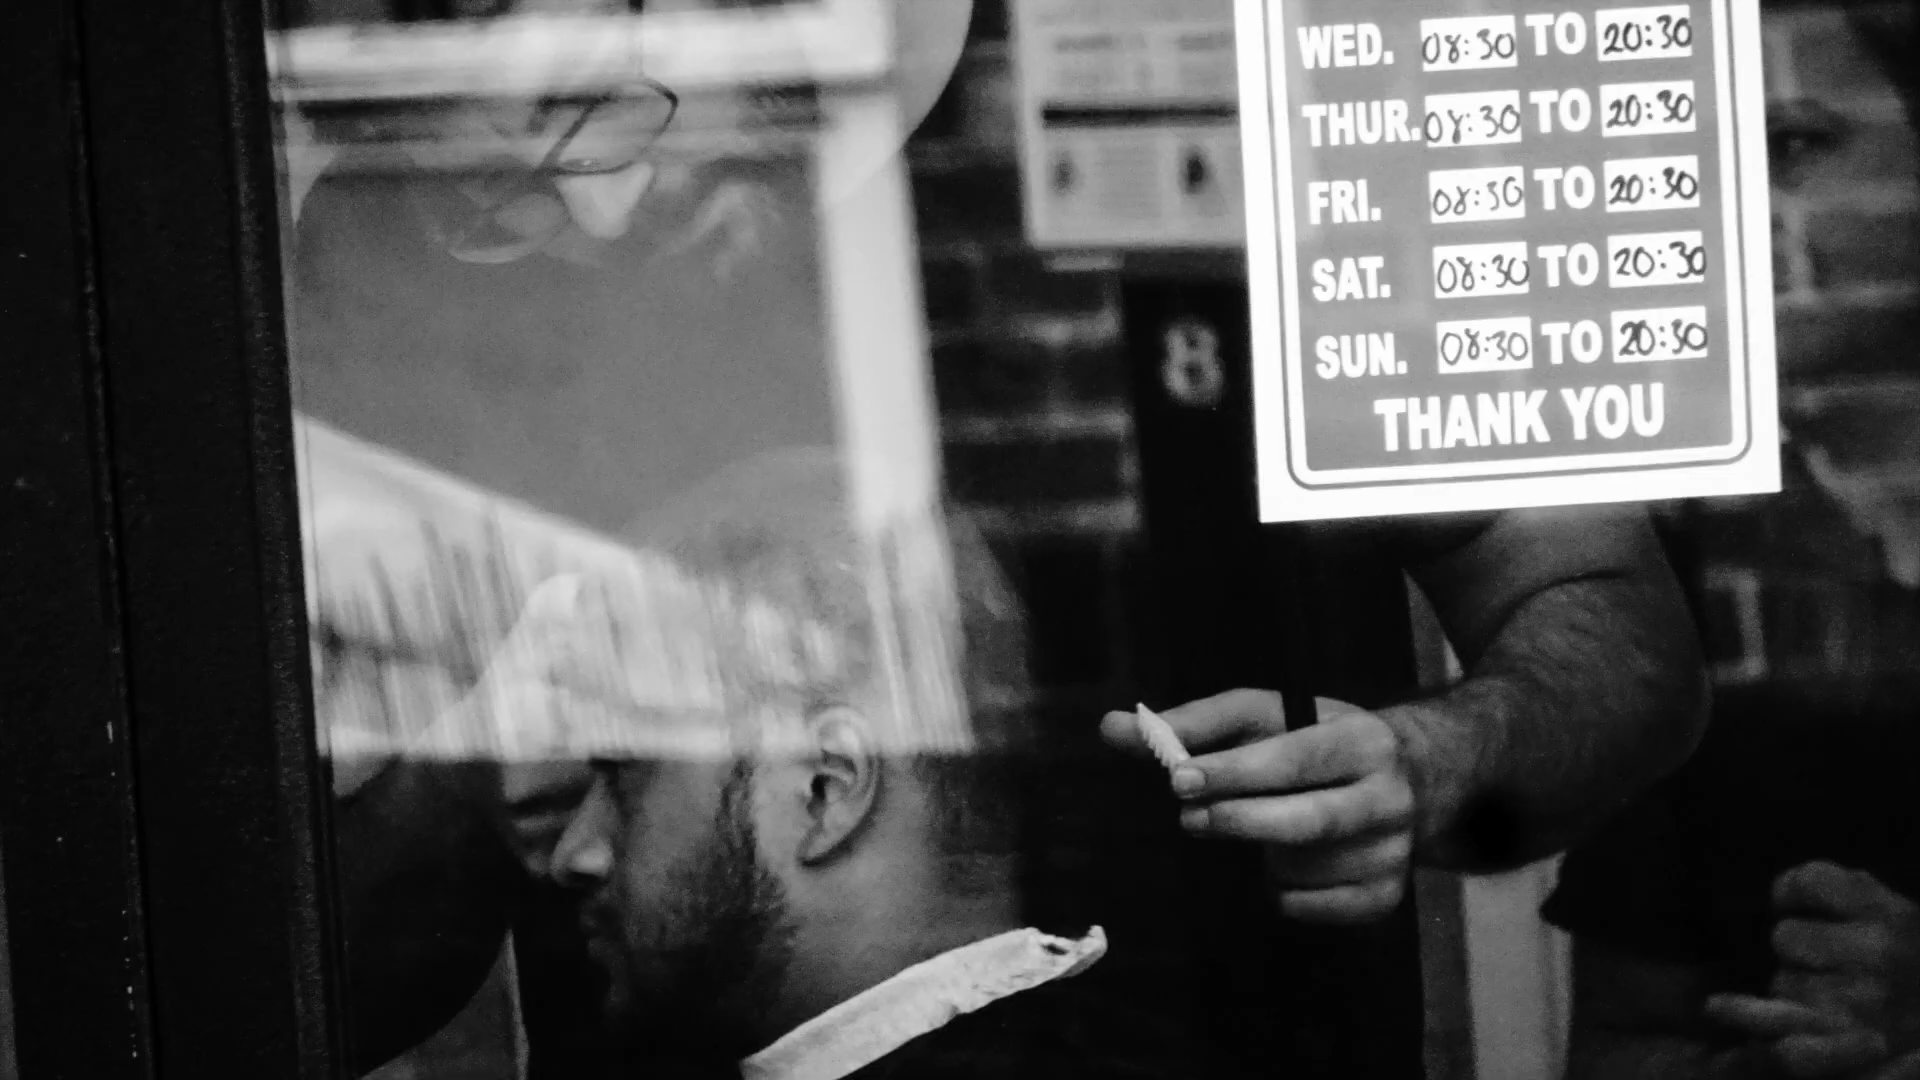 WED. 08:30 TO 20:30
THUR. 08:30 TO 20:30
FRI. 08:30 TO 20:30
SAT. 08:30 TO 20:30
SUN. 08:30 TO 20:30
THANK YOU
8